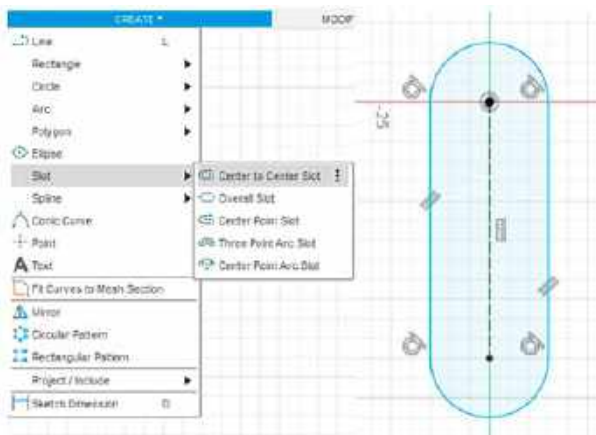 CREATE
MODIF
Line L
Rectangle
Circle
Arc
Polygon
Ellipse
Slot
Spline
Conic Curve
Point
Text
Fit Curves to Mesh Section
Mirror
Circular Pattern
Rectangular Pattern
Project / Include
Sketch Dimension D
Center to Center Slot
Overall Slot
Center Point Slot
Three Point Arc Slot
Center Point Arc Slot
-25